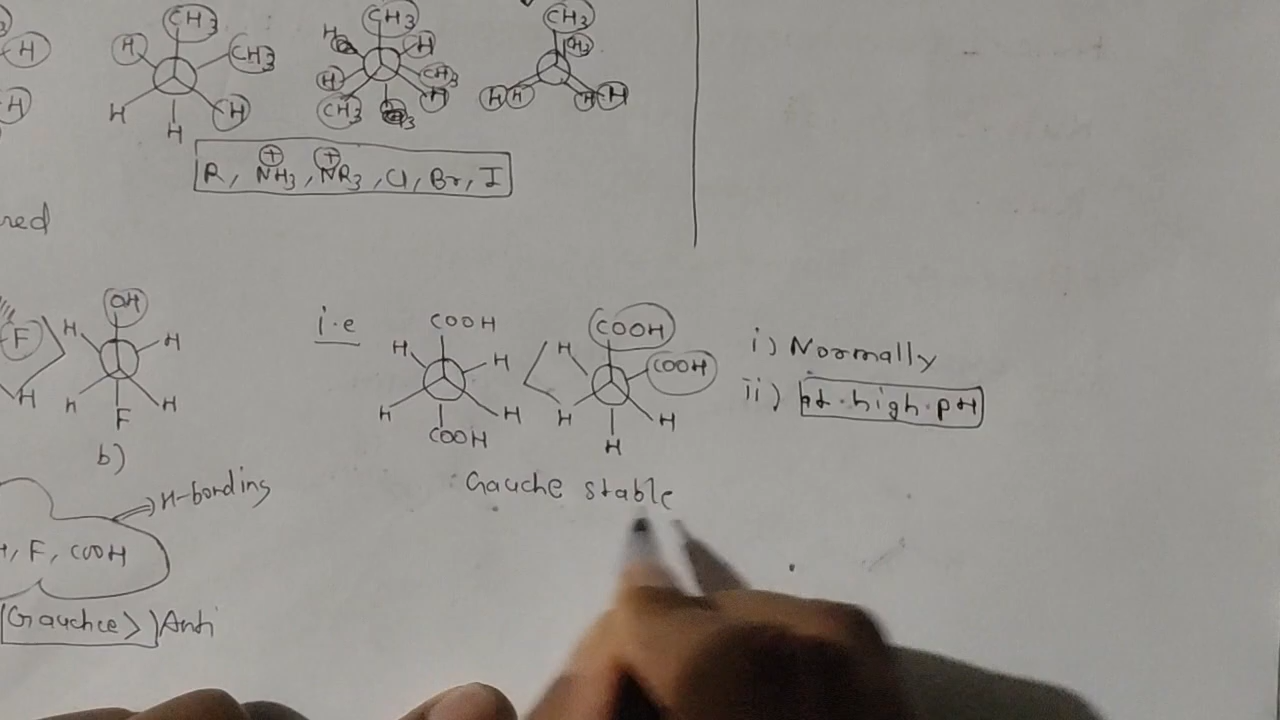 CH3 CH3 CH3
H H CH3 H H CH3
H H CH3 H
H H H CH3 H H H H
H
R, NH3, NR3, Cl, Br, I
⊕ ⊕
red
OH
F H H
H H H
F
b)
i.e COOH COOH i) Normally
H H H COOH
H H H H ii) at high pH
COOH H
Gauche stable
H-bonding
H, F, COOH
(Gauchce >) Anti